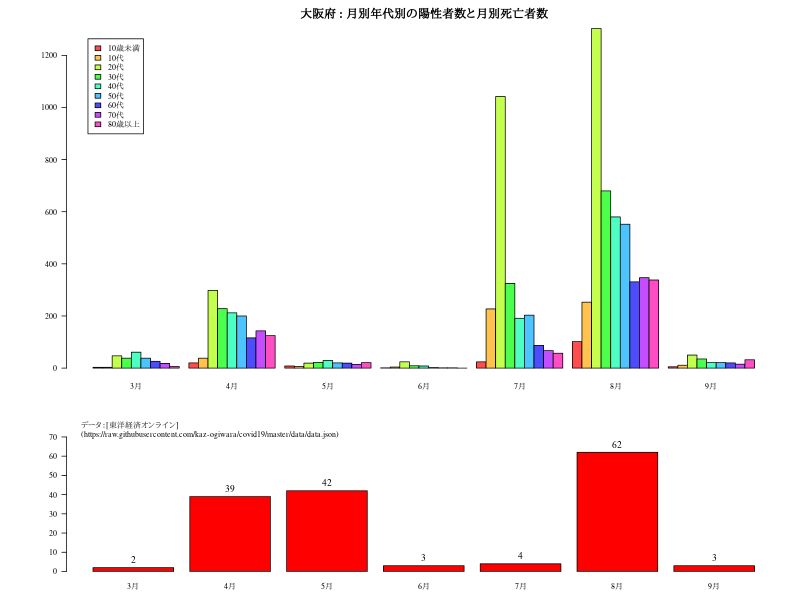 大阪府 : 月別年代別の陽性者数と月別死亡者数
10歳未満
10代
20代
30代
40代
50代
60代
70代
80歳以上
1200
1000
800
600
400
200
0
3月 4月 5月 6月 7月 8月 9月
データ : [東洋経済オンライン]
(https://raw.githubusercontent.com/kaz-ogiwara/covid19/master/data/data.json)
70
60
50
40
30
20
10
0
2 39 42 3 4 62 3
3月 4月 5月 6月 7月 8月 9月